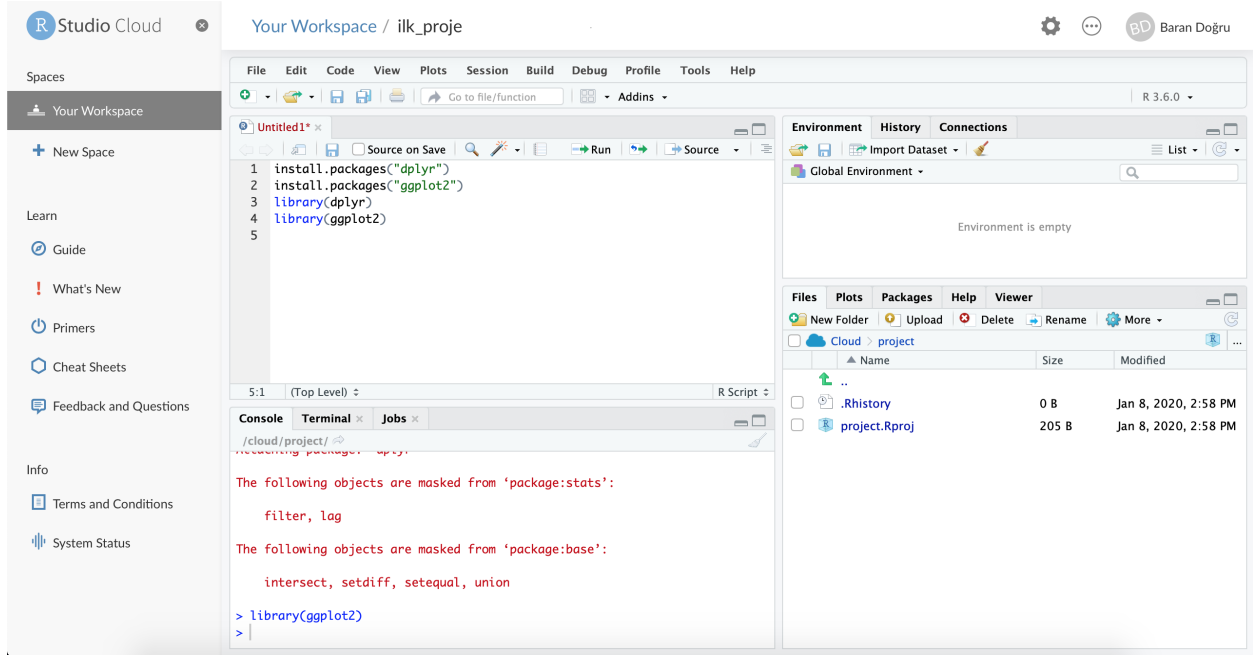 R Studio Cloud
Your Workspace / ilk_proje
BD Baran Doğru
Spaces
Your Workspace
New Space
Learn
Guide
What's New
Primers
Cheat Sheets
Feedback and Questions
Info
Terms and Conditions
System Status
File Edit Code View Plots Session Build Debug Profile Tools Help
Go to file/function Addins R 3.6.0
Untitled1*
Source on Save Run Source
1 install.packages("dplyr")
2 install.packages("ggplot2")
3 library(dplyr)
4 library(ggplot2)
5
5:1 (Top Level) R Script
Console Terminal Jobs
/cloud/project/
Attaching package: ‘dplyr’
The following objects are masked from ‘package:stats’:
filter, lag
The following objects are masked from ‘package:base’:
intersect, setdiff, setequal, union
> library(ggplot2)
>
Environment History Connections
Import Dataset List
Global Environment
Environment is empty
Files Plots Packages Help Viewer
New Folder Upload Delete Rename More
Cloud project R ...
Name Size Modified
..
.Rhistory 0 B Jan 8, 2020, 2:58 PM
project.Rproj 205 B Jan 8, 2020, 2:58 PM